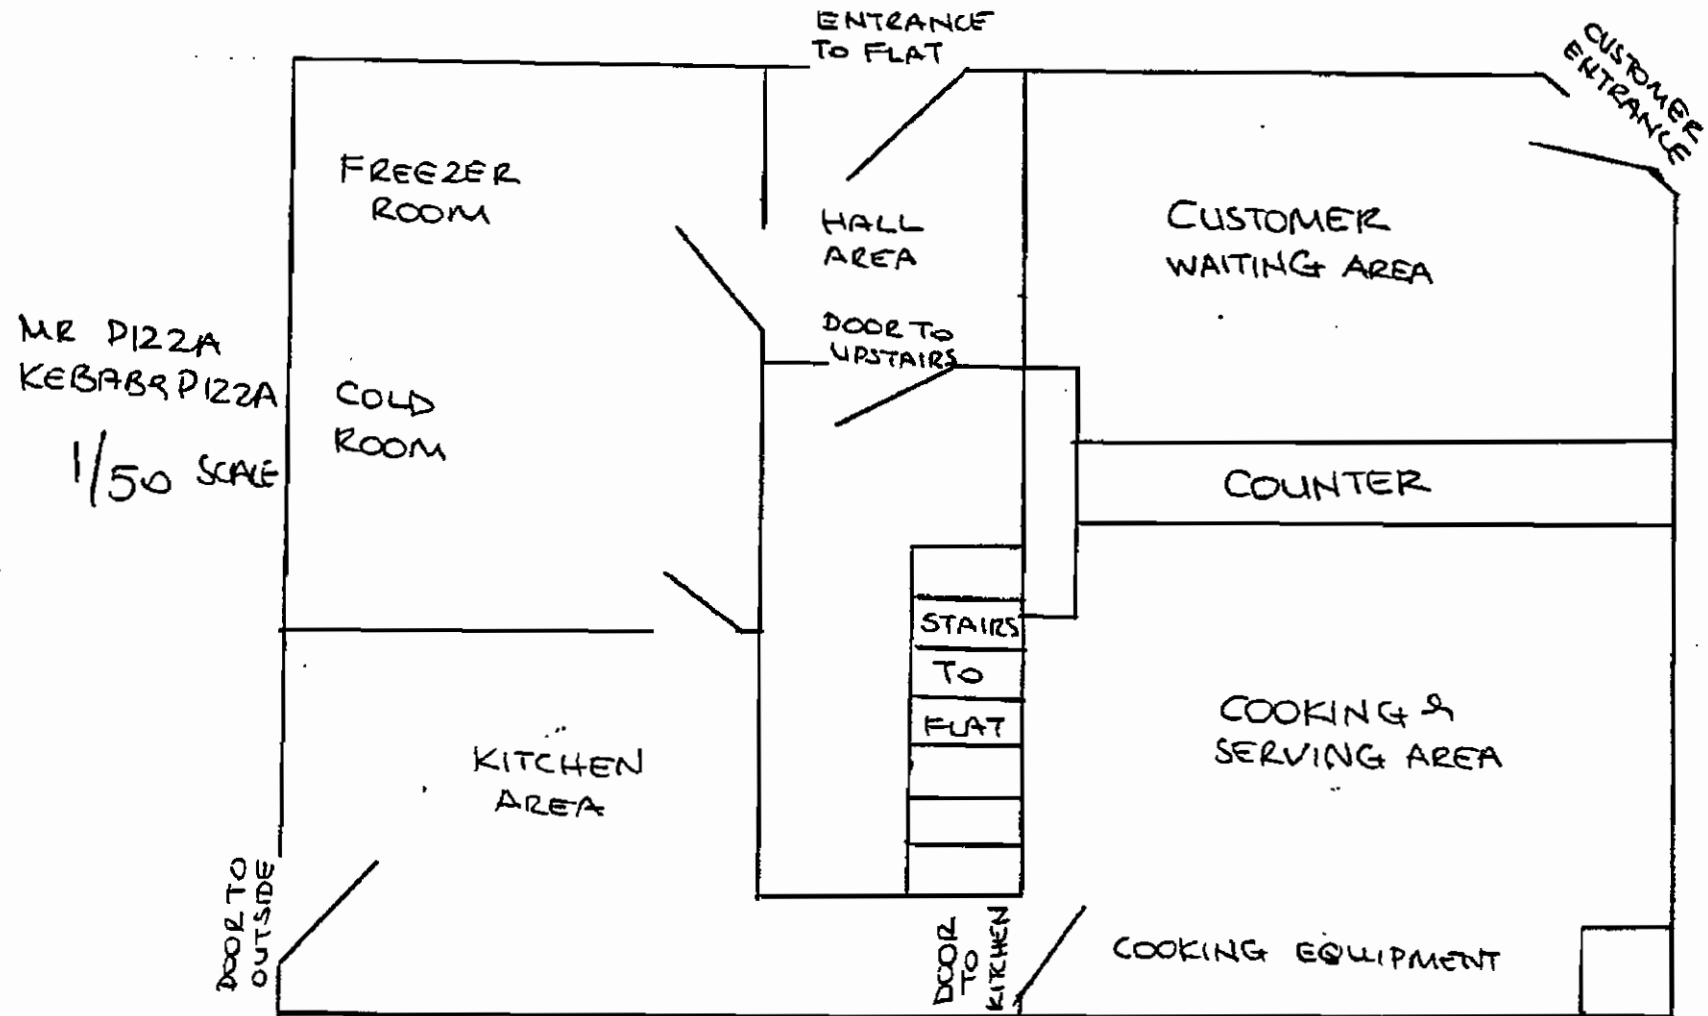 ENTRANCE
TO FLAT
CUSTOMER
ENTRANCE
FREEZER
ROOM
HALL
AREA
CUSTOMER
WAITING AREA
MR PIZZA
KEBAB & PIZZA
1/50 SCALE
DOOR TO
UPSTAIRS
COLD
ROOM
COUNTER
STAIRS
TO
FLAT
COOKING &
SERVING AREA
KITCHEN
AREA
DOOR TO
OUTSIDE
DOOR
TO
KITCHEN
COOKING EQUIPMENT